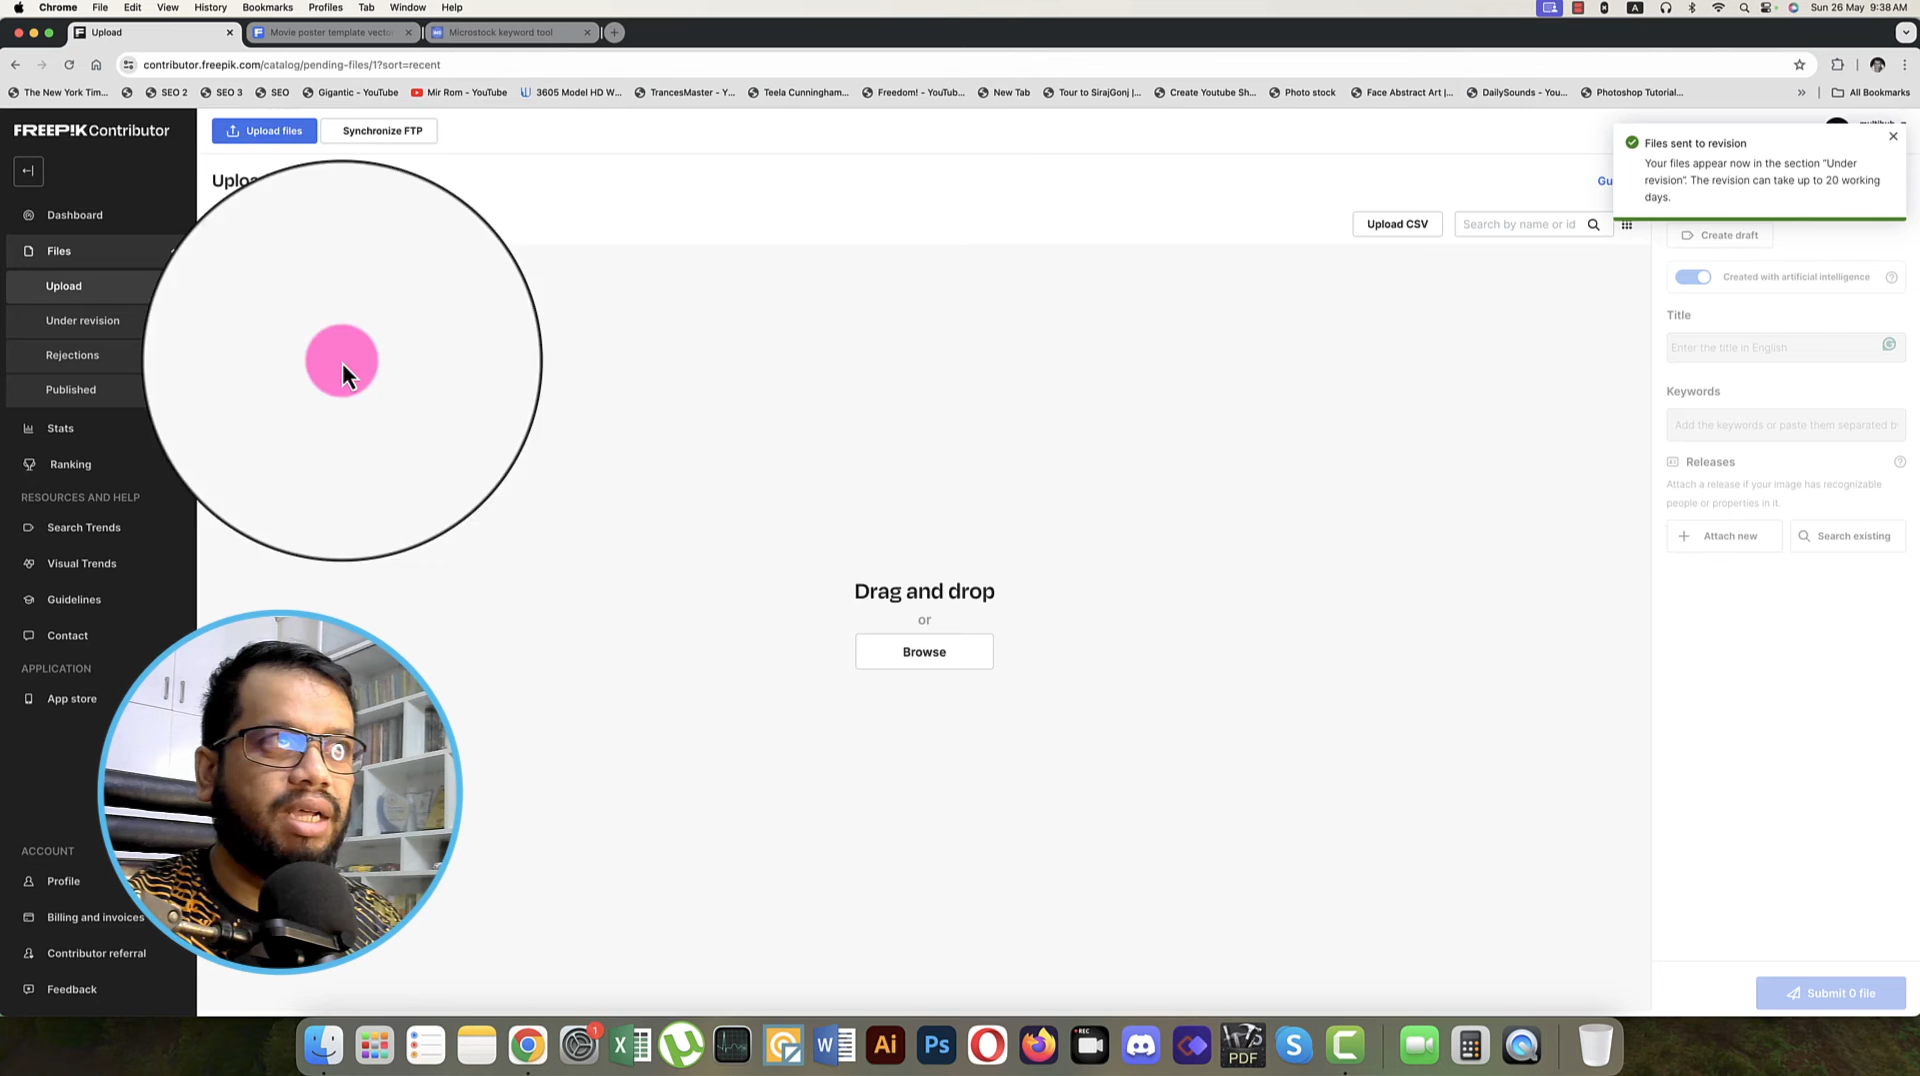 Chrome File Edit View History Bookmarks Profiles Tab Window Help
A Sun 26 May 9:38 AM
Upload Movie poster template vecto Microstock keyword tool
contributor.freepik.com/catalog/pending-files/1?sort=recent
The New York Tim... SEO 2 SEO 3 SEO Gigantic - YouTube Mir Rom - YouTube 3605 Model HD W... TrancesMaster - Y... Teela Cunningham... Freedom! - YouTub... New Tab Tour to SirajGonj |... Create Youtube Sh... Photo stock Face Abstract Art |... DailySounds - You... Photoshop Tutorial... » All Bookmarks
FREEPIK Contributor
Upload files
Synchronize FTP
Files sent to revision
Your files appear now in the section "Under
revision". The revision can take up to 20 working
days.
Uplo
Gu
Upload CSV
Search by name or id
Dashboard
Files
Upload
Under revision
Rejections
Published
Stats
Ranking
RESOURCES AND HELP
Search Trends
Visual Trends
Guidelines
Contact
APPLICATION
App store
ACCOUNT
Profile
Billing and invoices
Contributor referral
Feedback
Drag and drop
or
Browse
Create draft
Created with artificial intelligence
Title
Enter the title in English
Keywords
Add the keywords or paste them separated b
Releases
Attach a release if your image has recognizable
people or properties in it.
Attach new
Search existing
Submit 0 file
1
X
W
Ai
Ps
REC
PDF
S
C